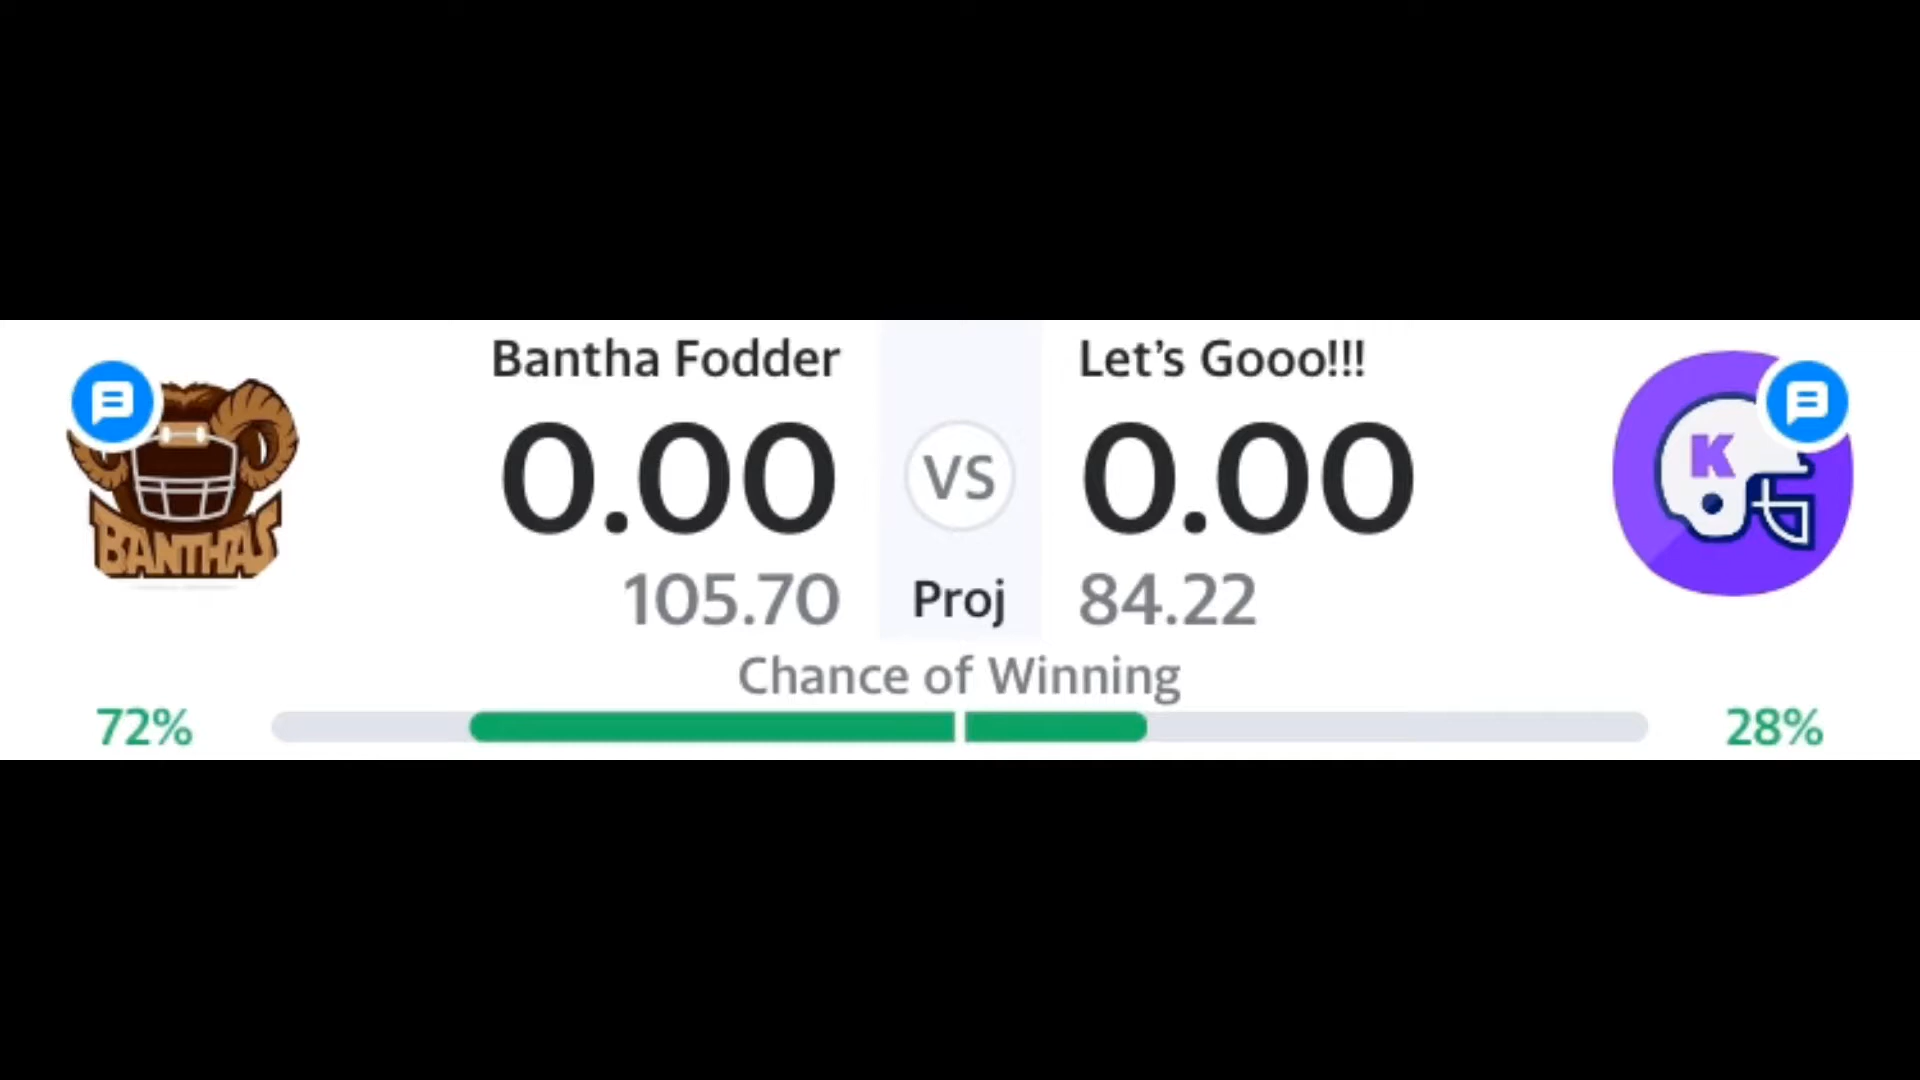 Bantha Fodder
Let’s Gooo!!!
0.00
VS
0.00
105.70
Proj
84.22
Chance of Winning
72%
28%
BANTHAS
K